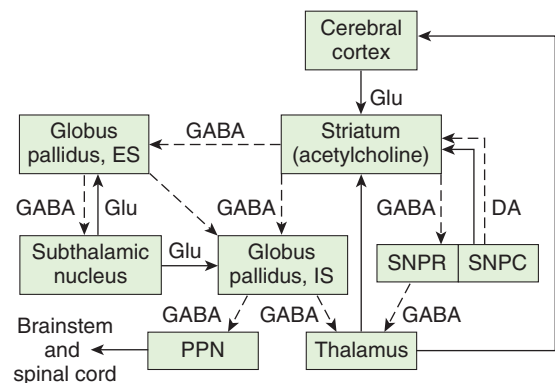 Cerebral
cortex
Glu
Globus
pallidus, ES
GABA
Striatum
(acetylcholine)
GABA
Glu
GABA
GABA
DA
Subthalamic
nucleus
Glu
Globus
pallidus, IS
SNPR
SNPC
GABA
GABA
GABA
Brainstem
and
spinal cord
PPN
Thalamus